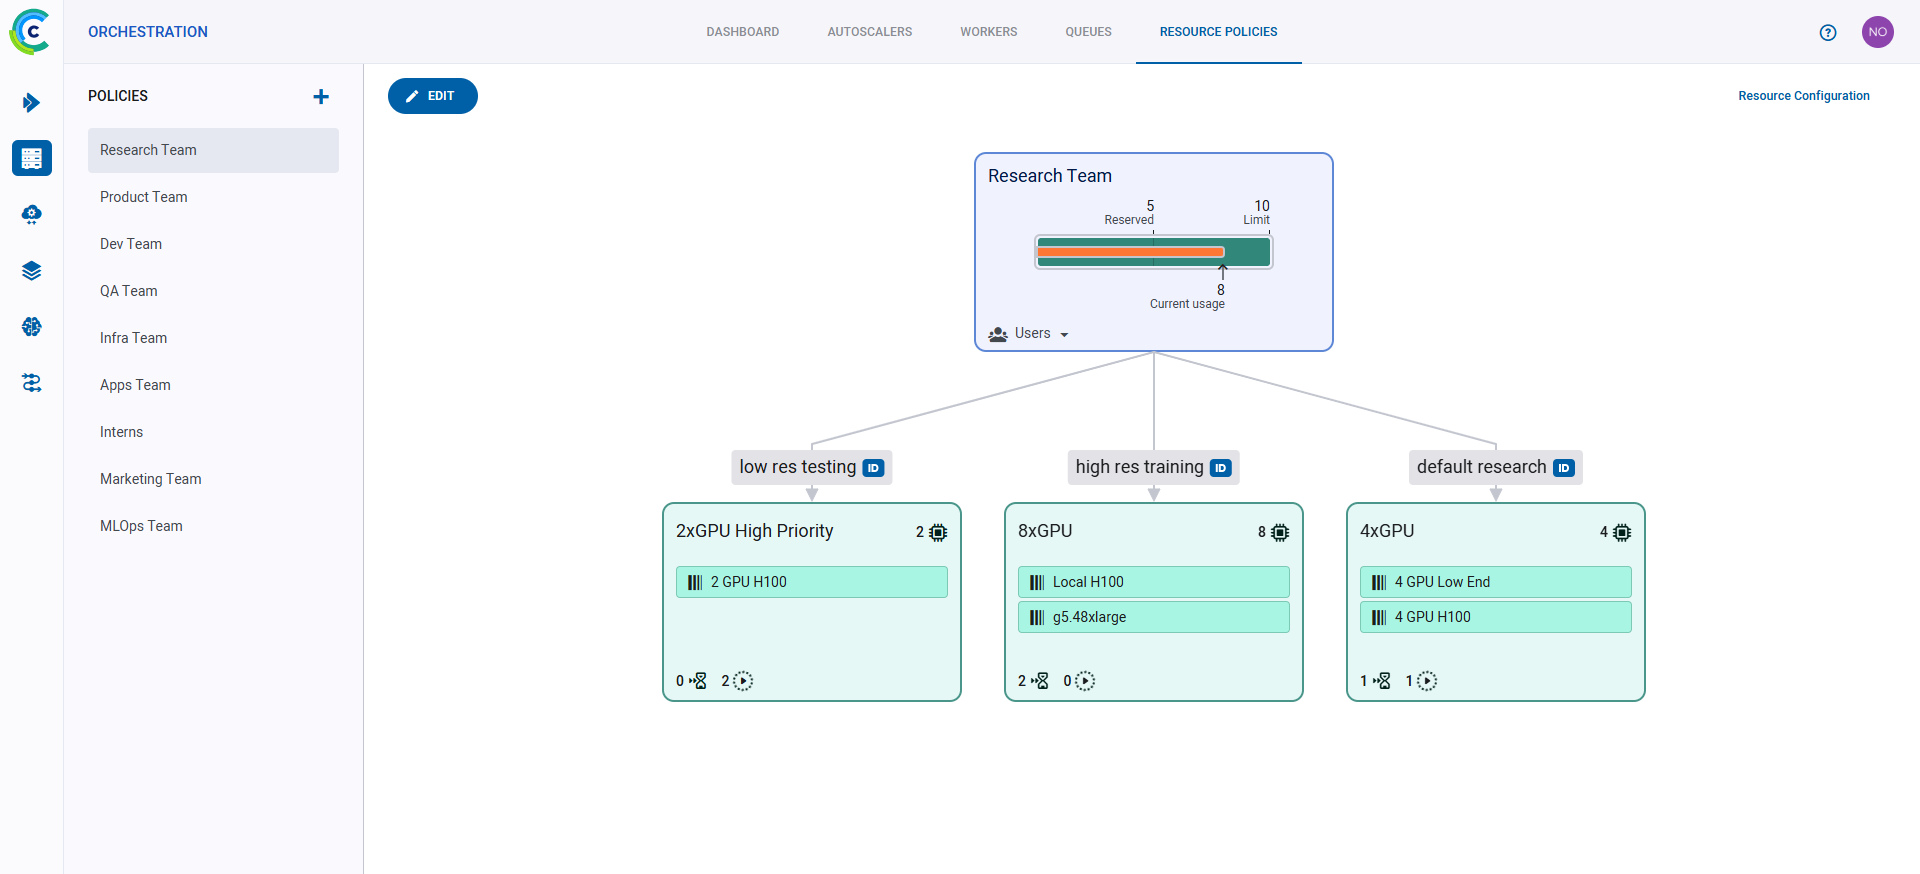 C
ORCHESTRATION
DASHBOARD
AUTOSCALERS
WORKERS
QUEUES
RESOURCE POLICIES
?
NO
POLICIES
+
EDIT
Resource Configuration
Research Team
Product Team
Dev Team
QA Team
Infra Team
Apps Team
Interns
Marketing Team
MLOps Team
Research Team
5
Reserved
10
Limit
8
Current usage
Users
low res testing ID
high res training ID
default research ID
2xGPU High Priority 2
2 GPU H100
0 2
8xGPU 8
Local H100
g5.48xlarge
2 0
4xGPU 4
4 GPU Low End
4 GPU H100
1 1